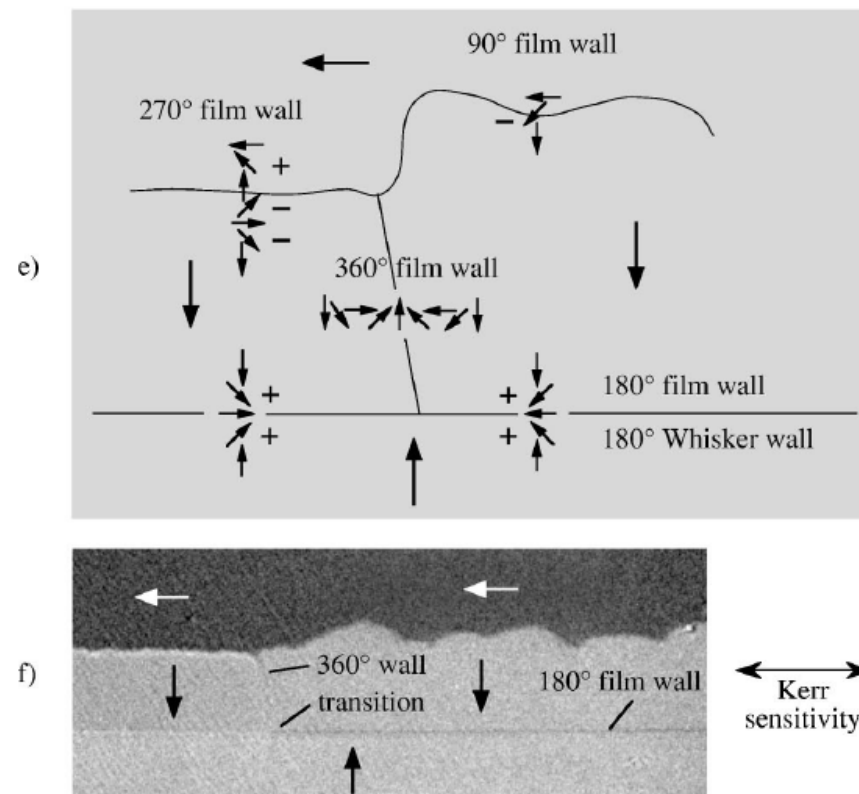 e)
90° film wall
270° film wall
+
−
−
−
360° film wall
+
+
+
+
180° film wall
180° Whisker wall
f)
360° wall
transition
180° film wall
Kerr
sensitivity